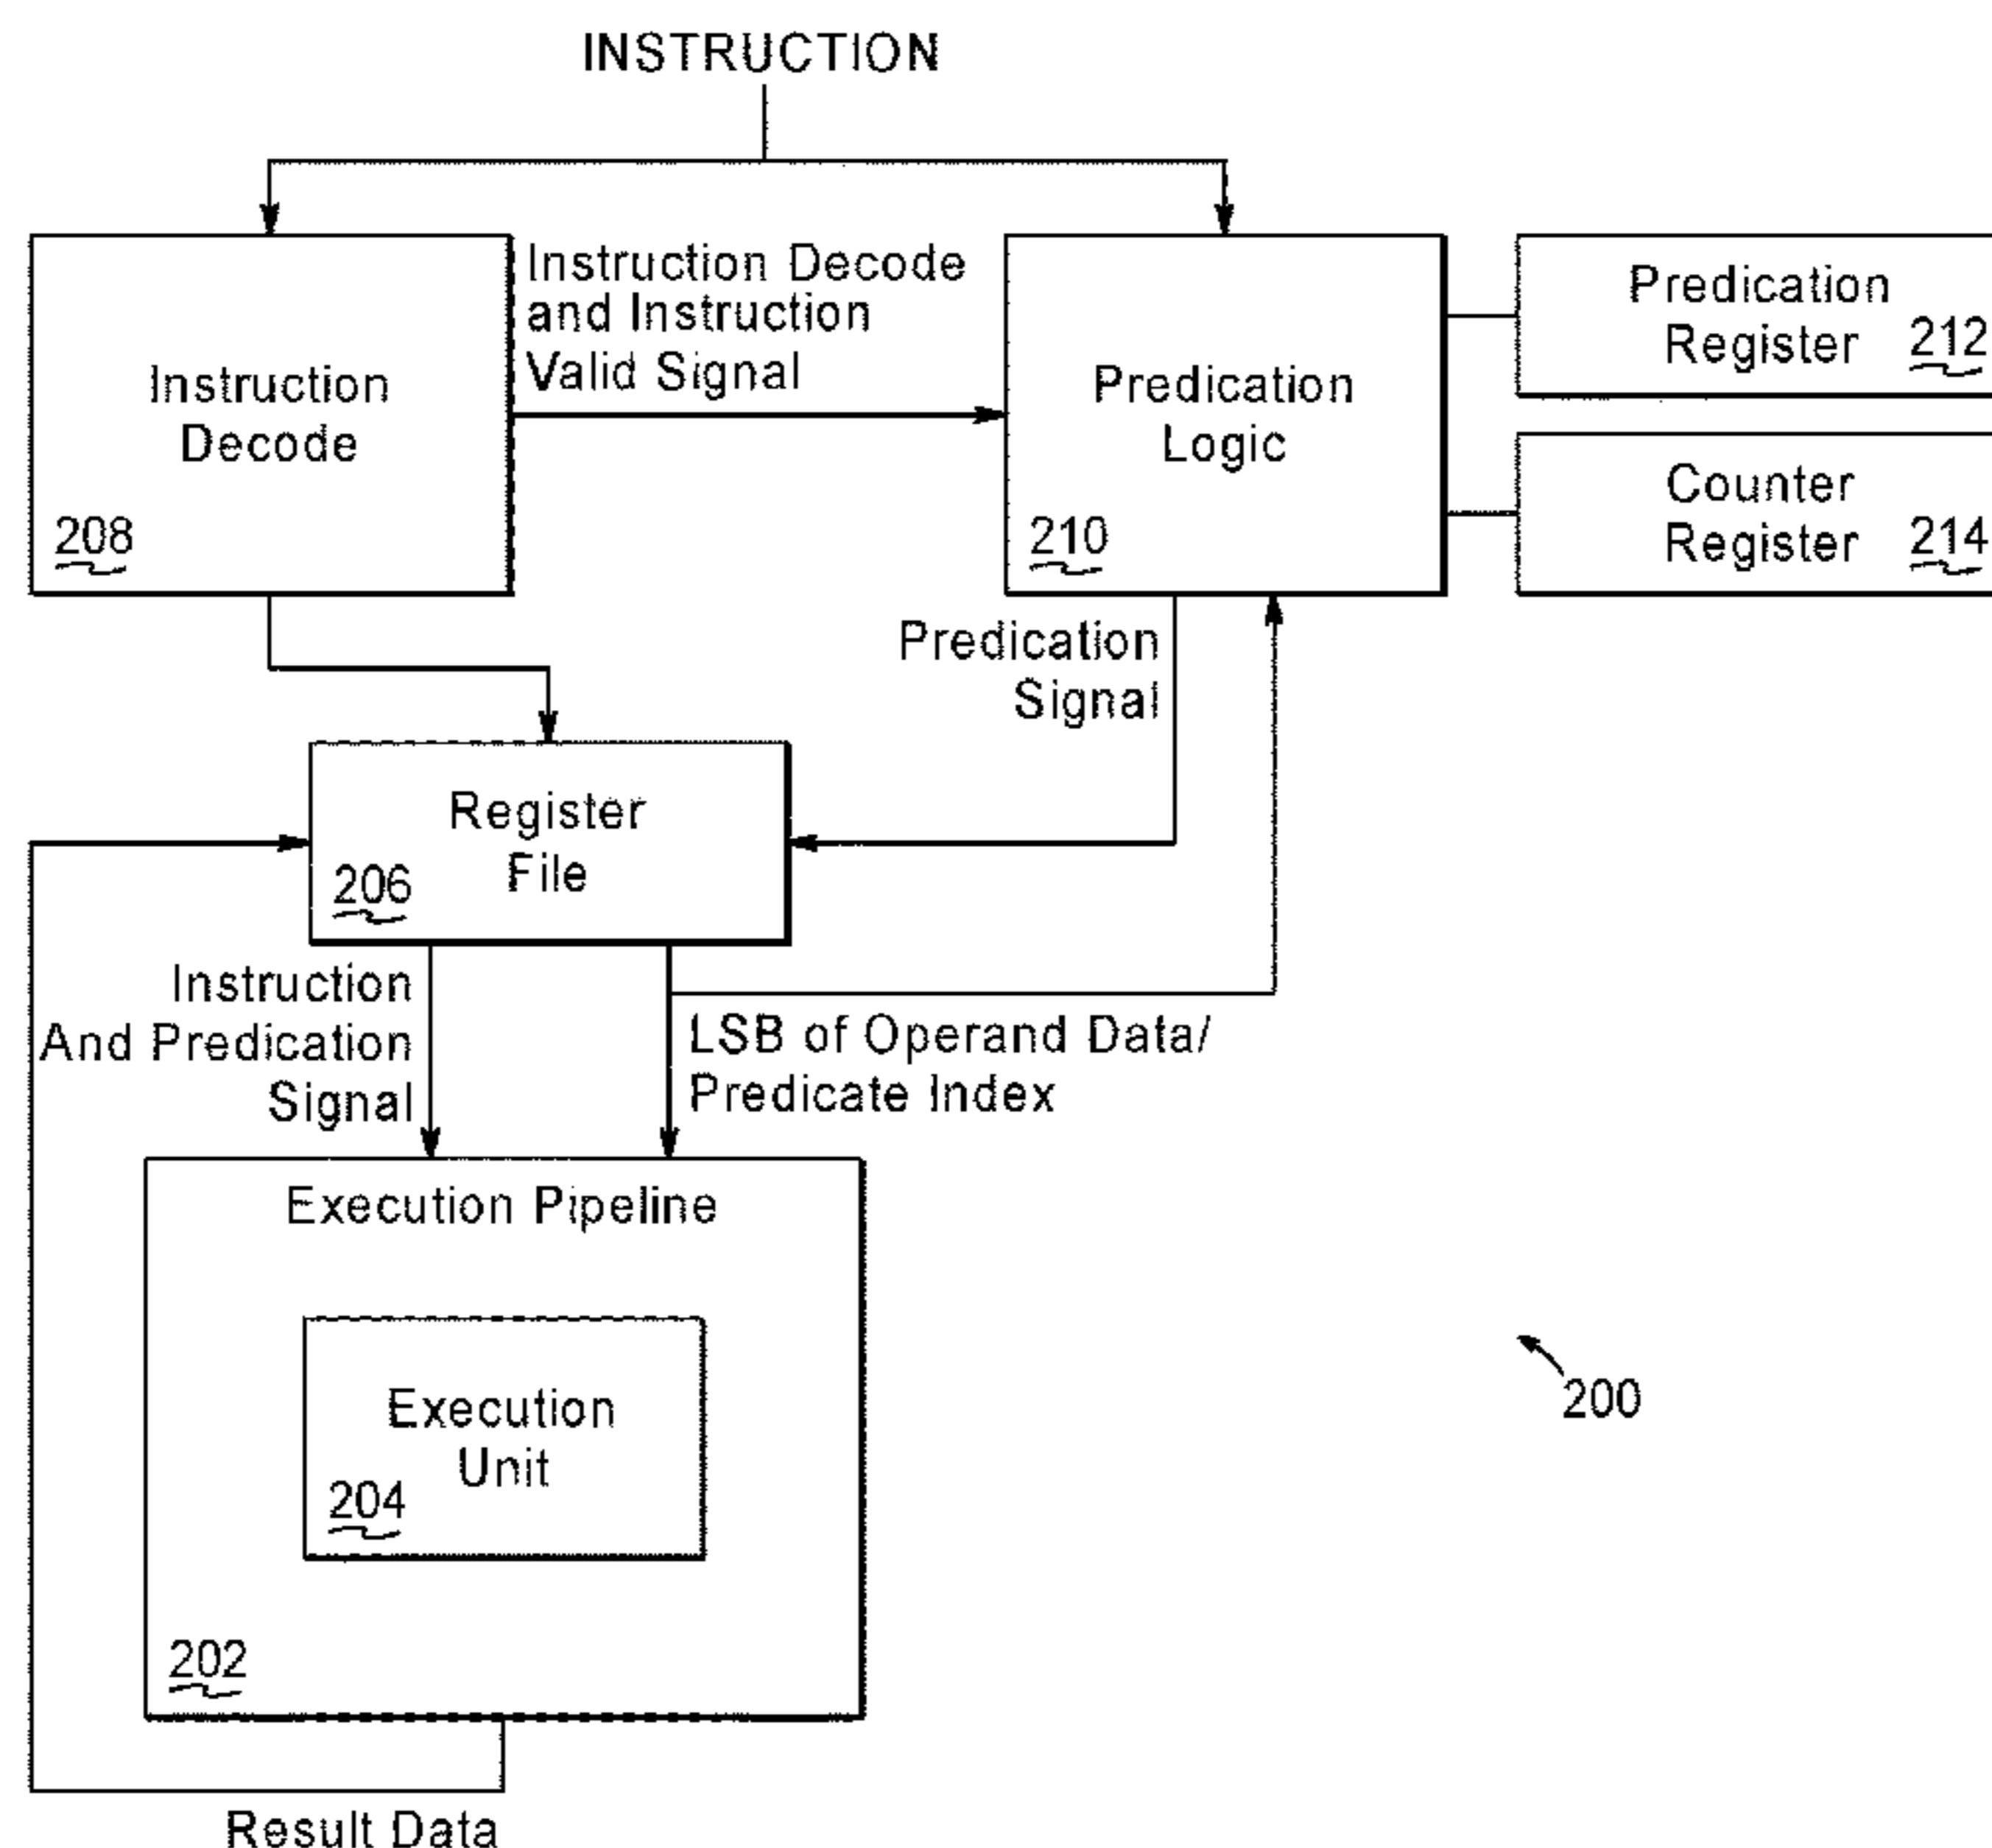 INSTRUCTION
Instruction
Decode
208
Instruction Decode
and Instruction
Valid Signal
Predication
Logic
210
Predication
Register 212
Counter
Register 214
Predication
Signal
Register
File
206
Instruction
And Predication
Signal
LSB of Operand Data/
Predicate Index
Execution Pipeline
Execution
Unit
204
202
200
Result Data